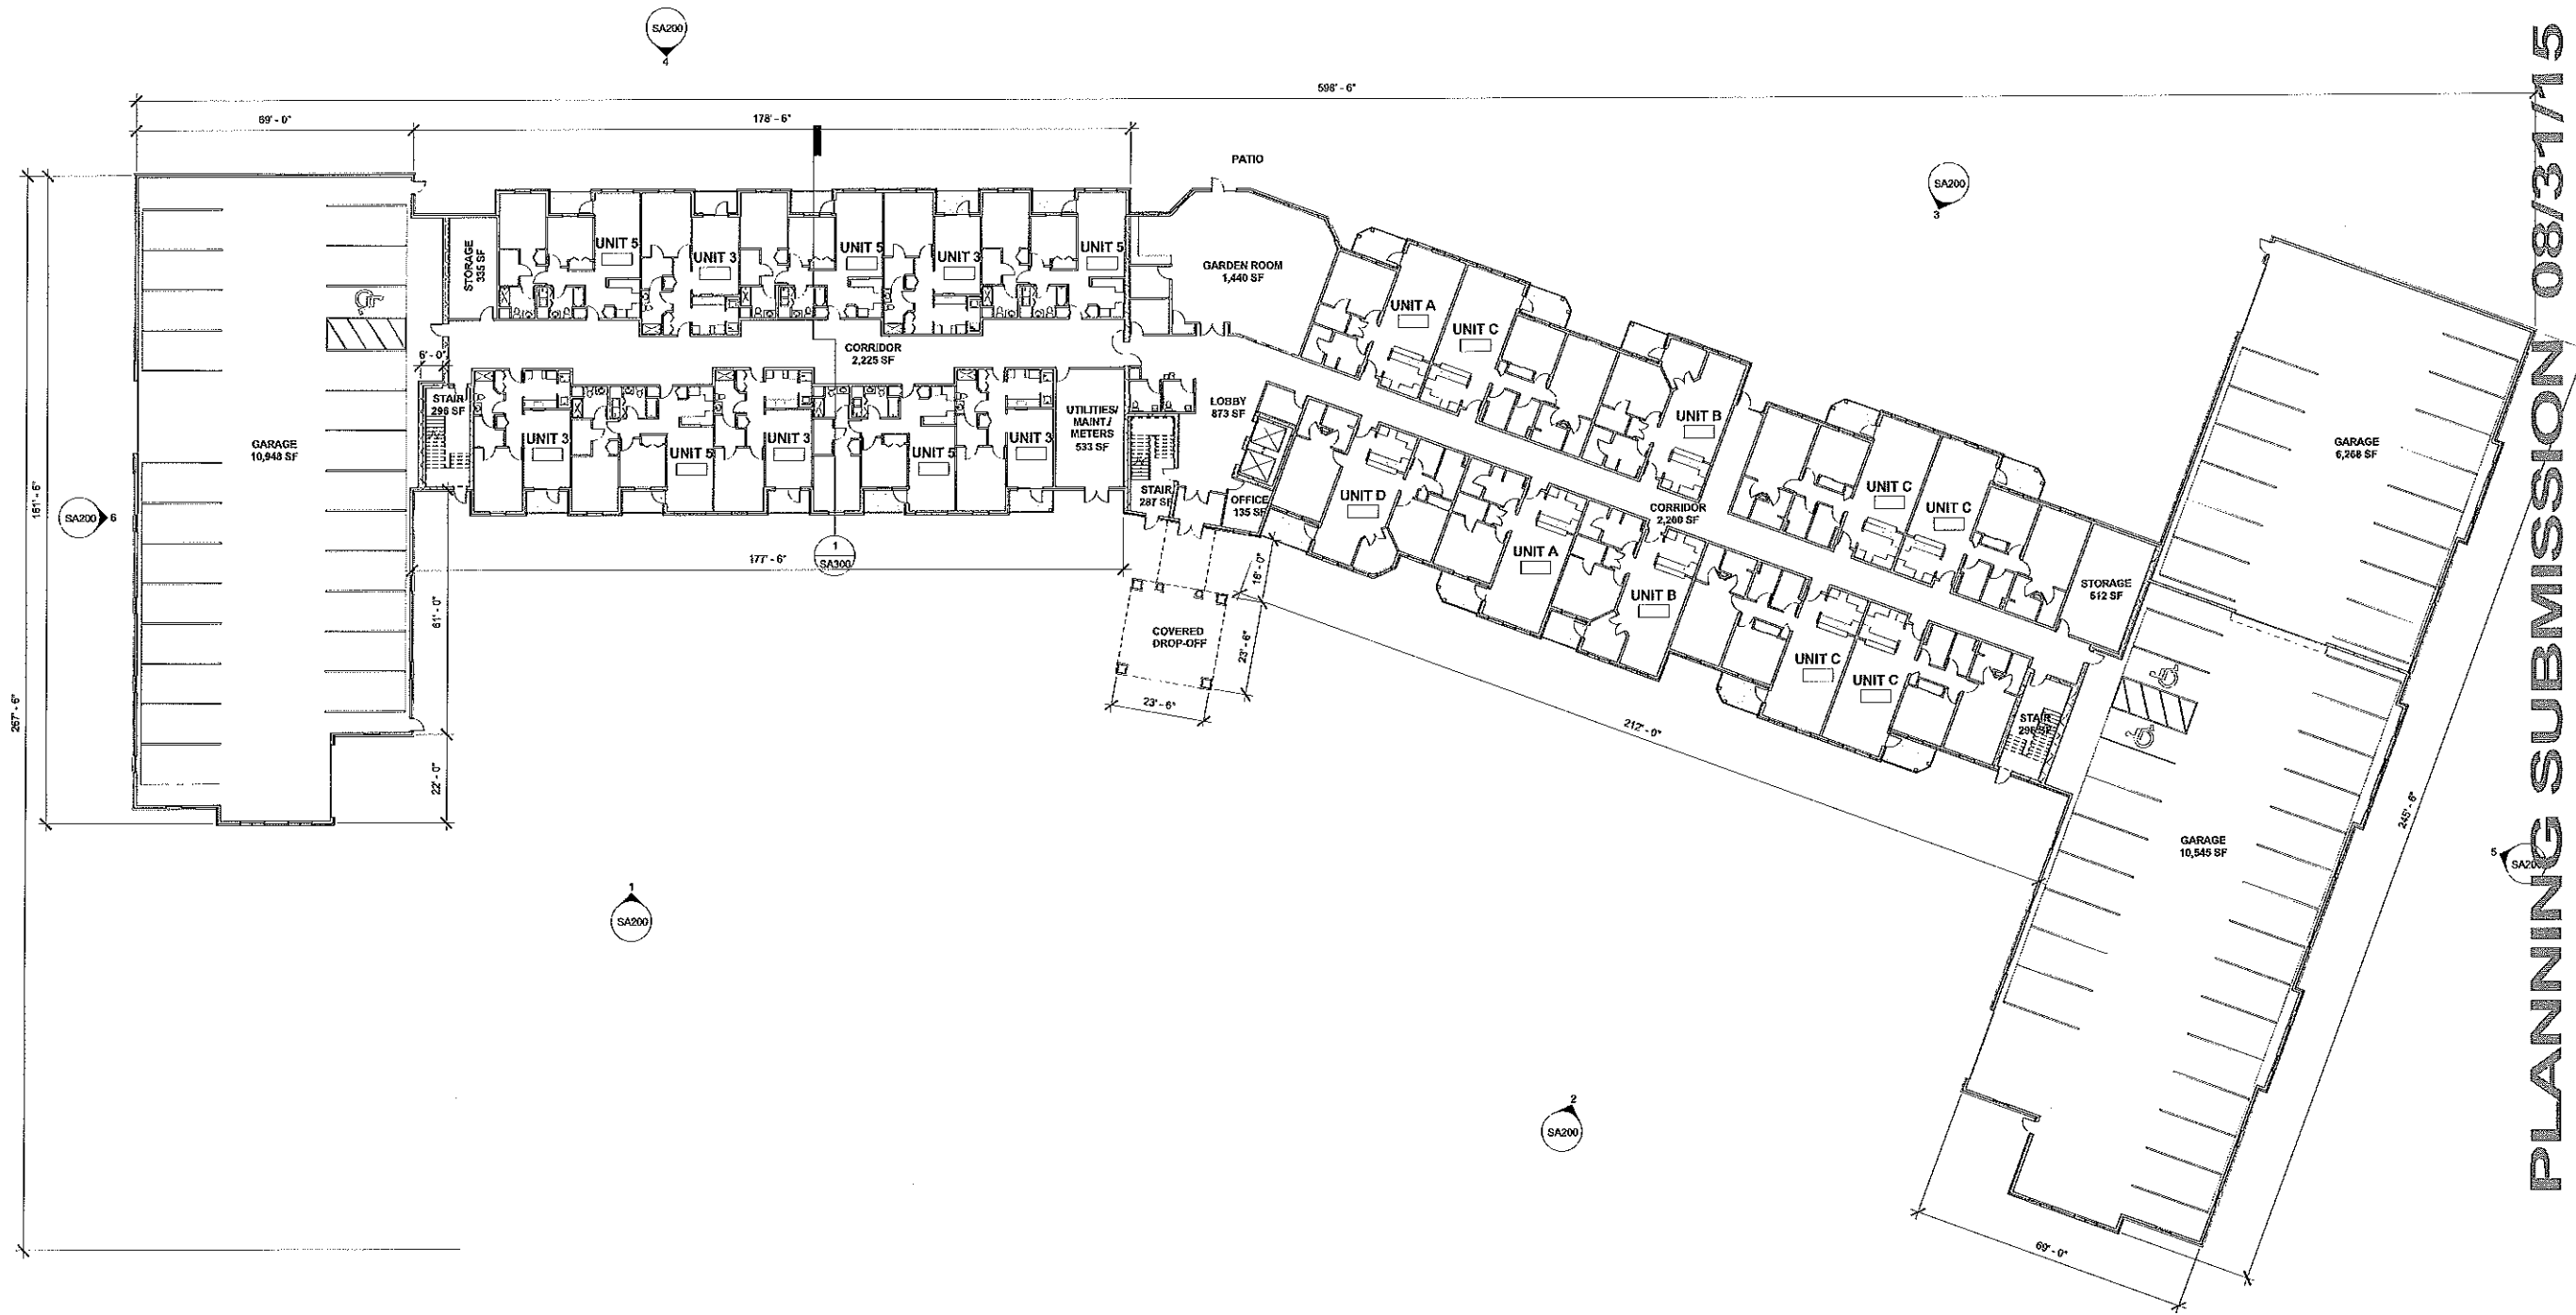 SA200
4
598' - 6"
69' - 0"
178' - 6"
PATIO
SA200
3
STORAGE
335 SF
UNIT 5
UNIT 3
UNIT 5
UNIT 3
UNIT 5
GARDEN ROOM
1,440 SF
UNIT A
UNIT C
UNIT B
CORRIDOR
2,225 SF
6' - 0"
STAIR
296 SF
UNIT 3
UNIT 5
UNIT 3
UNIT 5
UNIT 3
UTILITIES/
MAINT./
METERS
533 SF
LOBBY
873 SF
STAIR
287 SF
OFFICE
135 SF
GARAGE
10,948 SF
161' - 6"
267' - 6"
SA200
6
177' - 6"
1
SA300
61' - 0"
22' - 0"
COVERED
DROP-OFF
16' - 0"
23' - 6"
23' - 6"
UNIT D
UNIT A
UNIT B
UNIT C
UNIT C
CORRIDOR
2,260 SF
UNIT C
UNIT C
STORAGE
512 SF
STAIR
296 SF
GARAGE
6,268 SF
GARAGE
10,545 SF
212' - 0"
245' - 6"
69' - 0"
1
SA200
2
SA200
5
SA200
PLANNING SUBMISSION 08/31/15